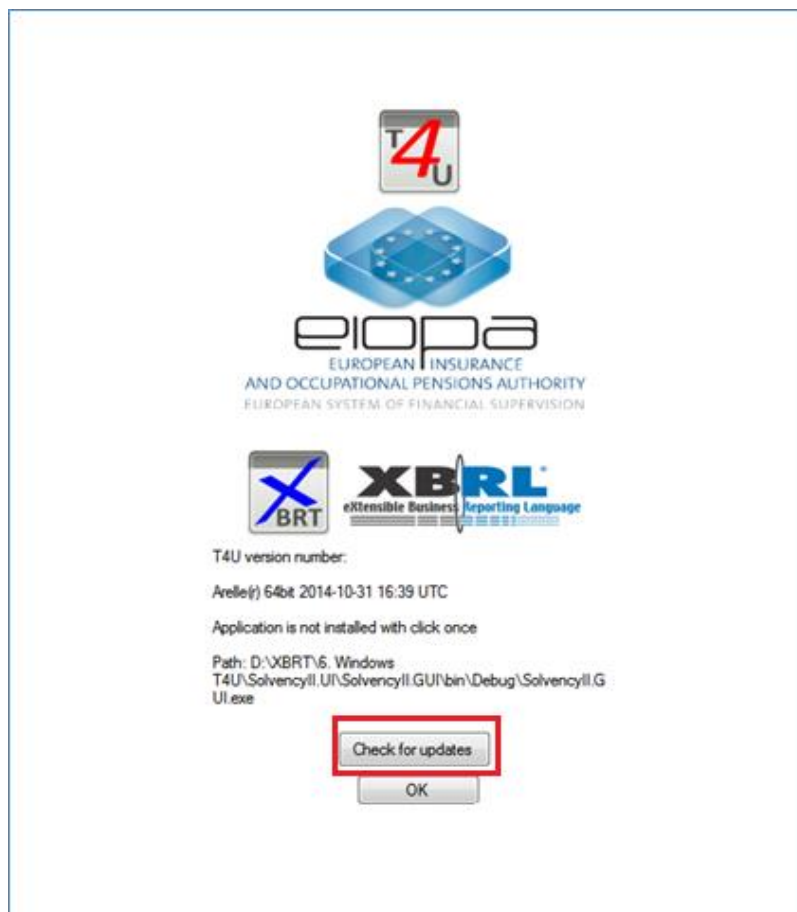 T4U
eiopa
EUROPEAN INSURANCE
AND OCCUPATIONAL PENSIONS AUTHORITY
EUROPEAN SYSTEM OF FINANCIAL SUPERVISION
X BRT
XBRL
eXtensible Business Reporting Language
T4U version number:
Arelle(r) 64bit 2014-10-31 16:39 UTC
Application is not installed with click once
Path: D:\XBRT\6. Windows
T4U\SolvencyII.UI\SolvencyII.GUI\bin\Debug\SolvencyII.G
UI.exe
Check for updates
OK